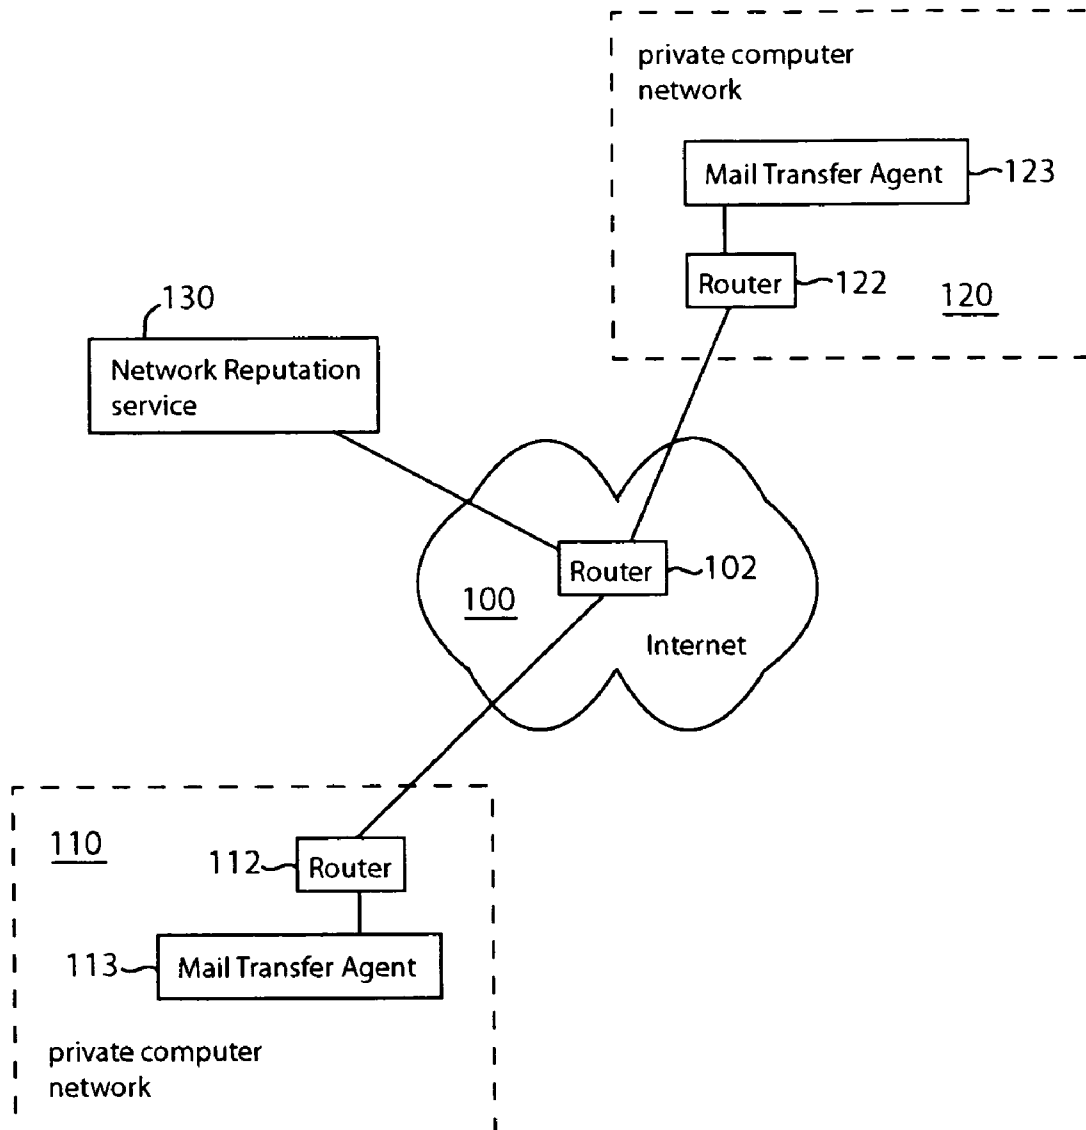 private computer
network
Mail Transfer Agent
123
Router
122
120
130
Network Reputation
service
Router
102
100
Internet
110
112
Router
113
Mail Transfer Agent
private computer
network